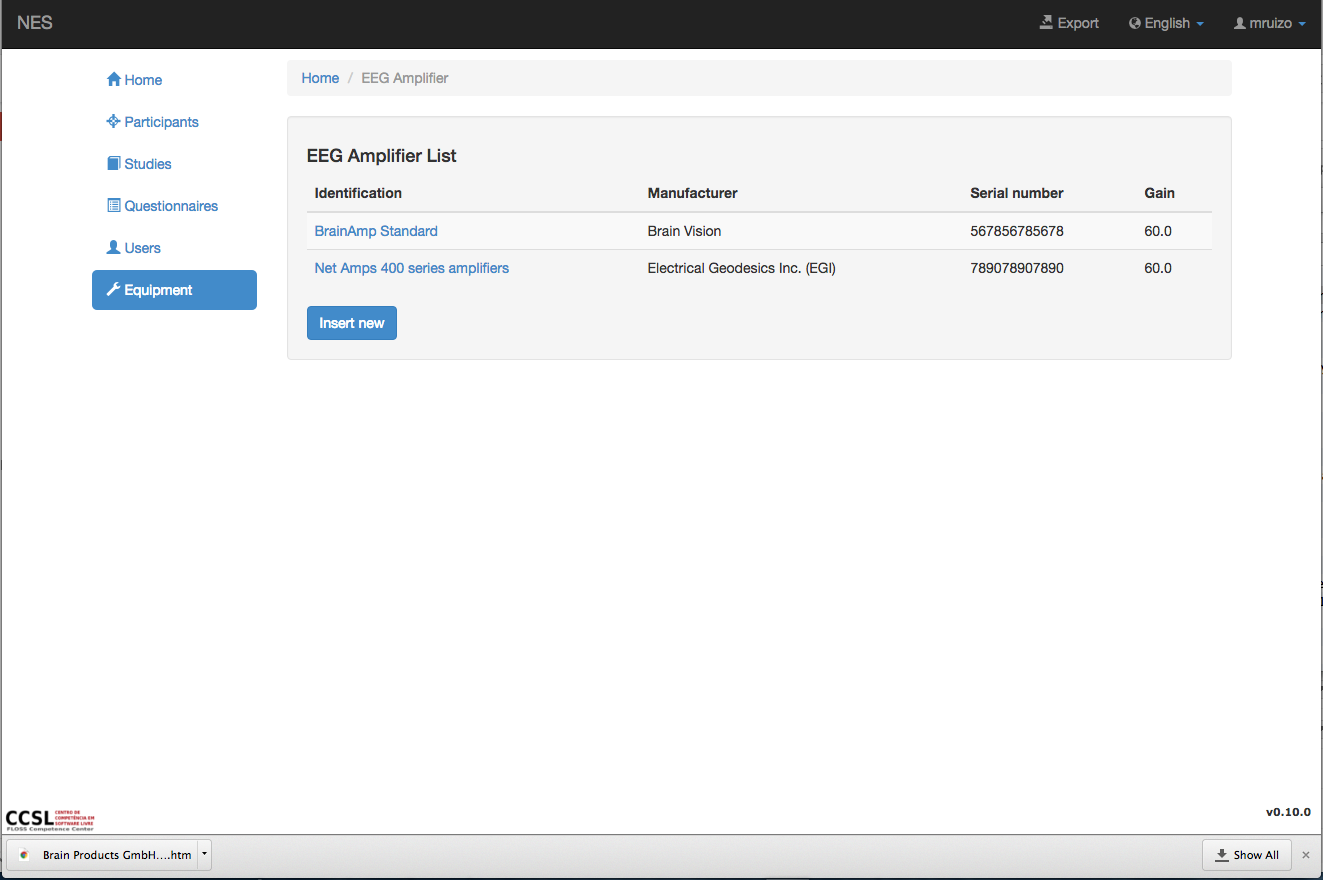 NES Export English mruizo
Home
Participants
Studies
Questionnaires
Users
Equipment
Home / EEG Amplifier
EEG Amplifier List
Identification Manufacturer Serial number Gain
BrainAmp Standard Brain Vision 567856785678 60.0
Net Amps 400 series amplifiers Electrical Geodesics Inc. (EGI) 789078907890 60.0
Insert new
CCSL CENTRO DE
COMPETÊNCIA EM
SOFTWARE LIVRE
FLOSS Competence Center
v0.10.0
Brain Products GmbH....htm Show All